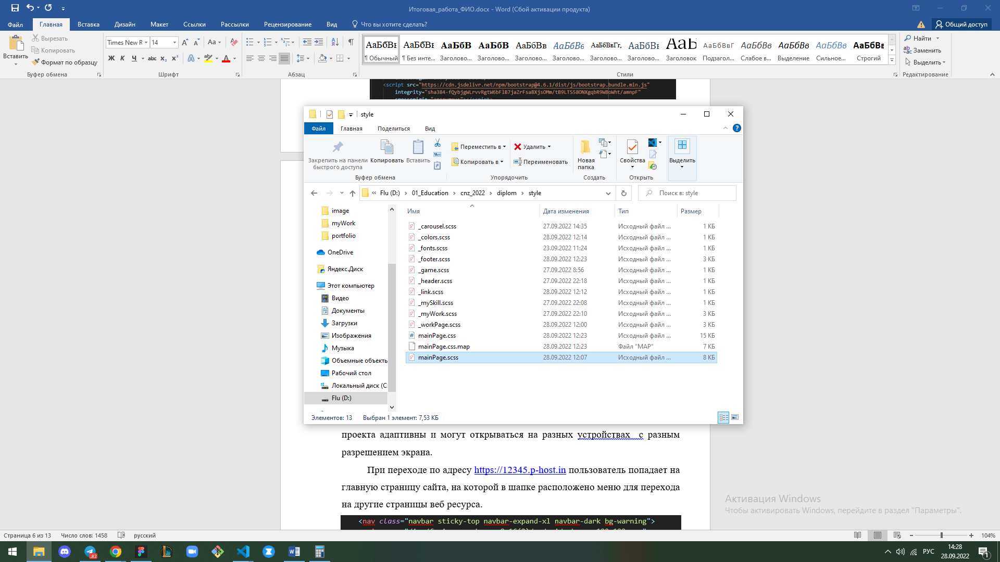 Итоговая_работа_ФИО.docx - Word (Сбой активации продукта)
Файл Главная Вставка Дизайн Макет Ссылки Рассылки Рецензирование Вид Что вы хотите сделать? Общий доступ
Вставить
Вырезать
Копировать
Формат по образцу
Буфер обмена
Times New R 14
Aa
Ж К Ч abc x₂ x²
Шрифт
Абзац
АаБбВı АаБбВı АаБбВ АаБбВ АаБбВв АаБбВв АаБбВвГг, АаБбВı АаЬ АаБбВвГ АаБбВв АаБбВв АаБбВв АаБбВв
¶ Обычный ¶ Без инте... Заголово... Заголово... Заголово... Заголово... Заголово... Заголово... Заголовок Подзагол... Слабое в... Выделение Сильное... Строгий
Стили
Найти
Заменить
Выделить
Редактирование
<script src="https://cdn.jsdelivr.net/npm/bootstrap@4.6.1/dist/js/bootstrap.bundle.min.js"
style
Файл Главная Поделиться Вид
Закрепить на панели быстрого доступа
Копировать
Вставить
Буфер обмена
Переместить в
Копировать в
Удалить
Переименовать
Упорядочить
Новая папка
Создать
Свойства
Открыть
Выделить
« Flu (D:) › 01_Education › cnz_2022 › diplom › style
Поиск в: style
image
myWork
portfolio
OneDrive
Яндекс.Диск
Этот компьютер
Видео
Документы
Загрузки
Изображения
Музыка
Объемные объекть
Рабочий стол
Локальный диск (C:
Flu (D:)
Имя Дата изменения Тип Размер
_carousel.scss 27.09.2022 14:35 Исходный файл ... 1 КБ
_colors.scss 28.09.2022 12:14 Исходный файл ... 1 КБ
_fonts.scss 23.09.2022 11:24 Исходный файл ... 1 КБ
_footer.scss 28.09.2022 12:23 Исходный файл ... 3 КБ
_game.scss 27.09.2022 8:56 Исходный файл ... 1 КБ
_header.scss 27.09.2022 22:18 Исходный файл ... 1 КБ
_link.scss 28.09.2022 12:12 Исходный файл ... 1 КБ
_mySkill.scss 27.09.2022 22:08 Исходный файл ... 1 КБ
_myWork.scss 27.09.2022 22:10 Исходный файл ... 3 КБ
_workPage.scss 28.09.2022 12:00 Исходный файл ... 3 КБ
mainPage.css 28.09.2022 12:23 Исходный файл ... 15 КБ
mainPage.css.map 28.09.2022 12:23 Файл "MAP" 7 КБ
mainPage.scss 28.09.2022 12:07 Исходный файл ... 8 КБ
Элементов: 13 Выбран 1 элемент: 7,53 КБ
проекта адаптивны и могут открываться на разных устройствах с разным
разрешением экрана.
При переходе по адресу https://12345.p-host.in пользователь попадает на
главную страницу сайта, на которой в шапке расположено меню для перехода
на другие страницы веб ресурса.
<nav class="navbar sticky-top navbar-expand-xl navbar-dark bg-warning">
Активация Windows
Чтобы активировать Windows, перейдите в раздел "Параметры".
Страница 6 из 13 Число слов: 1458 русский
104%
.82
РУС
14:28
28.09.2022
1